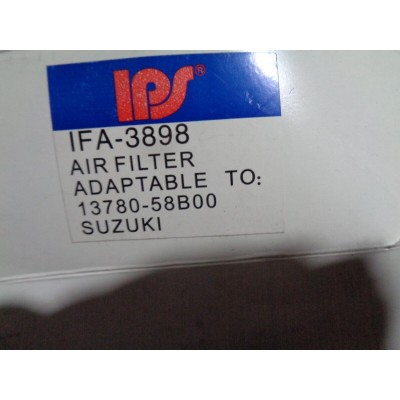 IPS®
IFA-3898
AIR FILTER
ADAPTABLE TO:
13780-58B00
SUZUKI